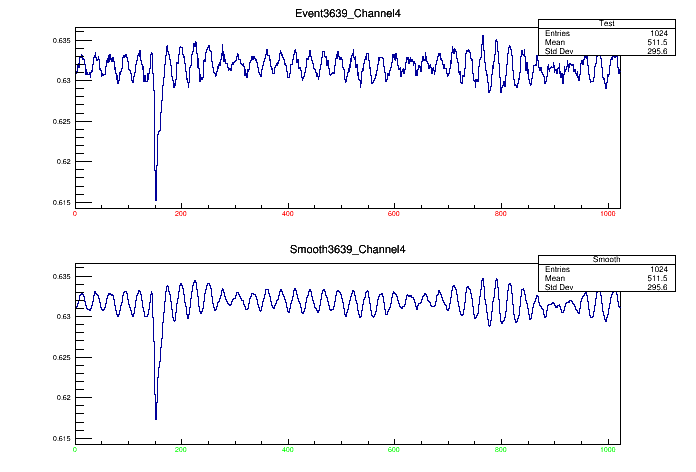 Event3639_Channel4
Test
Entries 1024
Mean 511.5
Std Dev 295.6
0.635
0.63
0.625
0.62
0.615
0 200 400 600 800 1000
Smooth3639_Channel4
Smooth
Entries 1024
Mean 511.5
Std Dev 295.6
0.635
0.63
0.625
0.62
0.615
0 200 400 600 800 1000